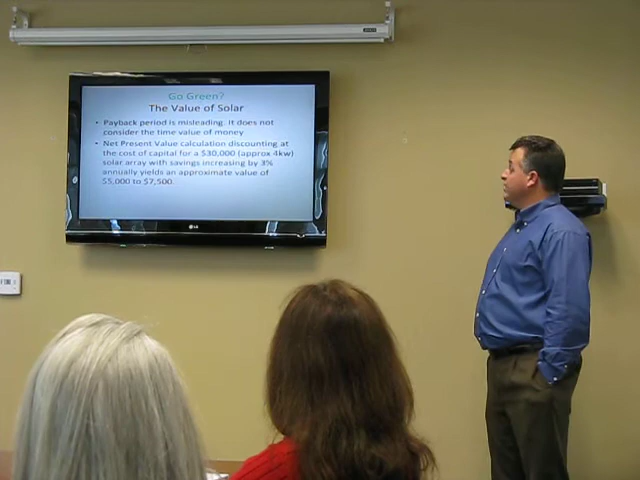 Go Green?
The Value of Solar
• Payback period is misleading. It does not
consider the time value of money
• Net Present Value calculation discounting at
the cost of capital for a $30,000 (approx 4kw)
solar array with savings increasing by 3%
annually yields an approximate value of
$5,000 to $7,500.
LG